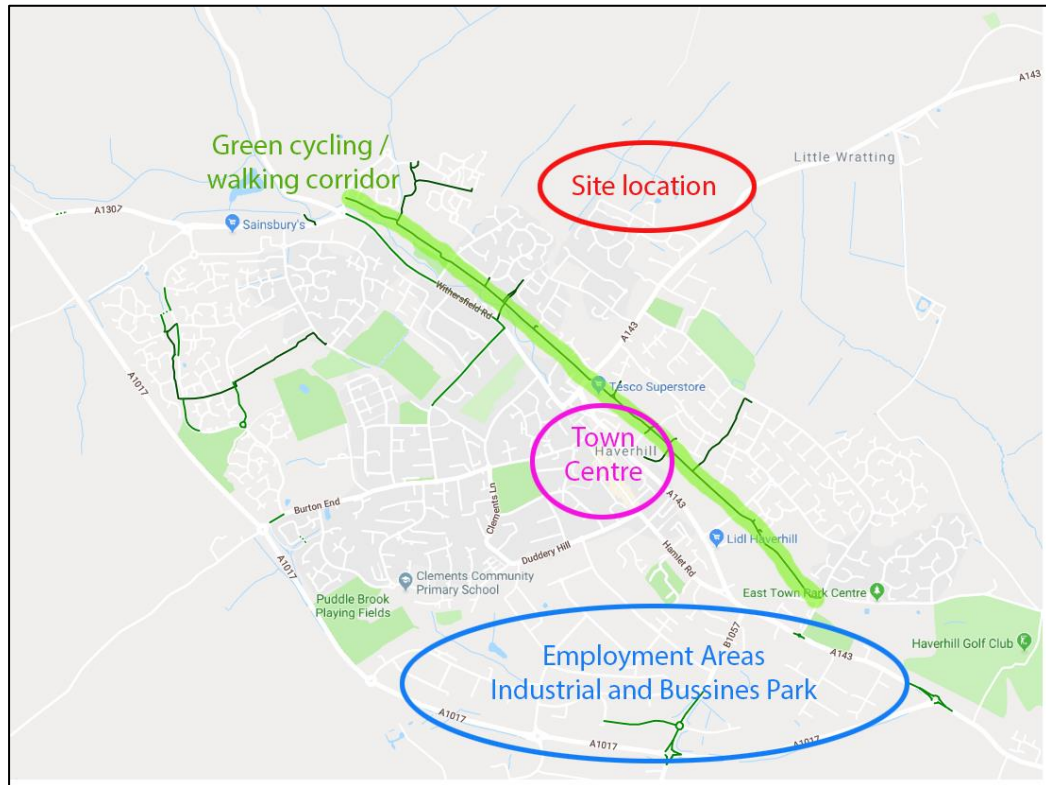 A143
Green cycling /
walking corridor
Little Wratting
Site location
A1307
Sainsbury's
Withersfield Rd
A143
A1017
Tesco Superstore
Town
Centre
Haverhill
Clements Ln
Burton End
A143
Lidl Haverhill
Duddery Hill
Hamlet Rd
A1017
Clements Community
Primary School
East Town Park Centre
Puddle Brook
Playing Fields
B1057
Haverhill Golf Club
A143
Employment Areas
Industrial and Bussines Park
A1017
A1017
A1017